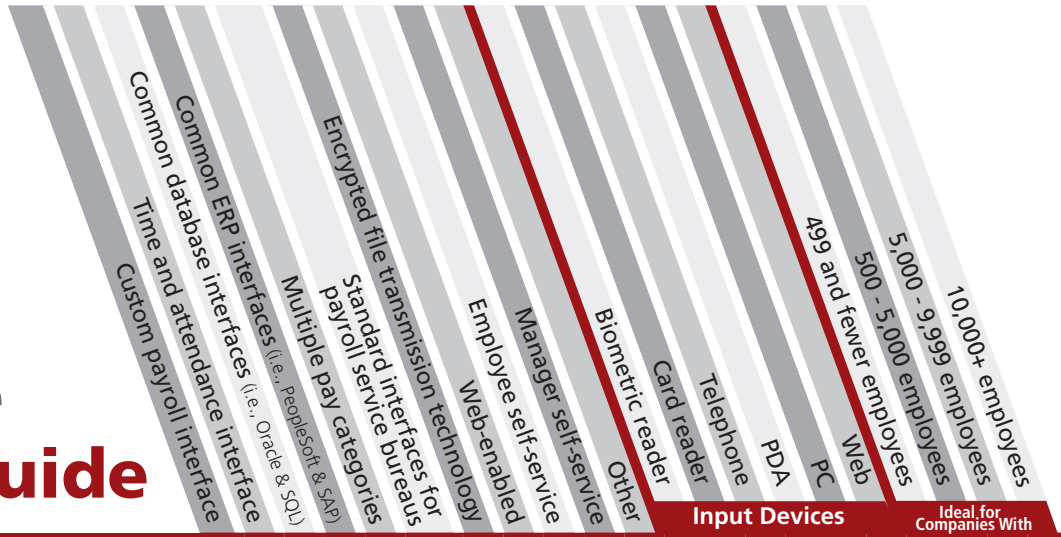 Custom payroll interface
Time and attendance interface
Common database interfaces (i.e., Oracle & SQL)
Common ERP interfaces (i.e., PeopleSoft & SAP)
Multiple pay categories
Standard interfaces for
payroll service bureaus
Encrypted file transmission technology
Web-enabled
Employee self-service
Manager self-service
Other
Biometric reader
Card reader
Telephone
PDA
PC
Web
499 and fewer employees
500 - 5,000 employees
5,000 - 9,999 employees
10,000+ employees
uide
Input Devices
Ideal for
Companies With